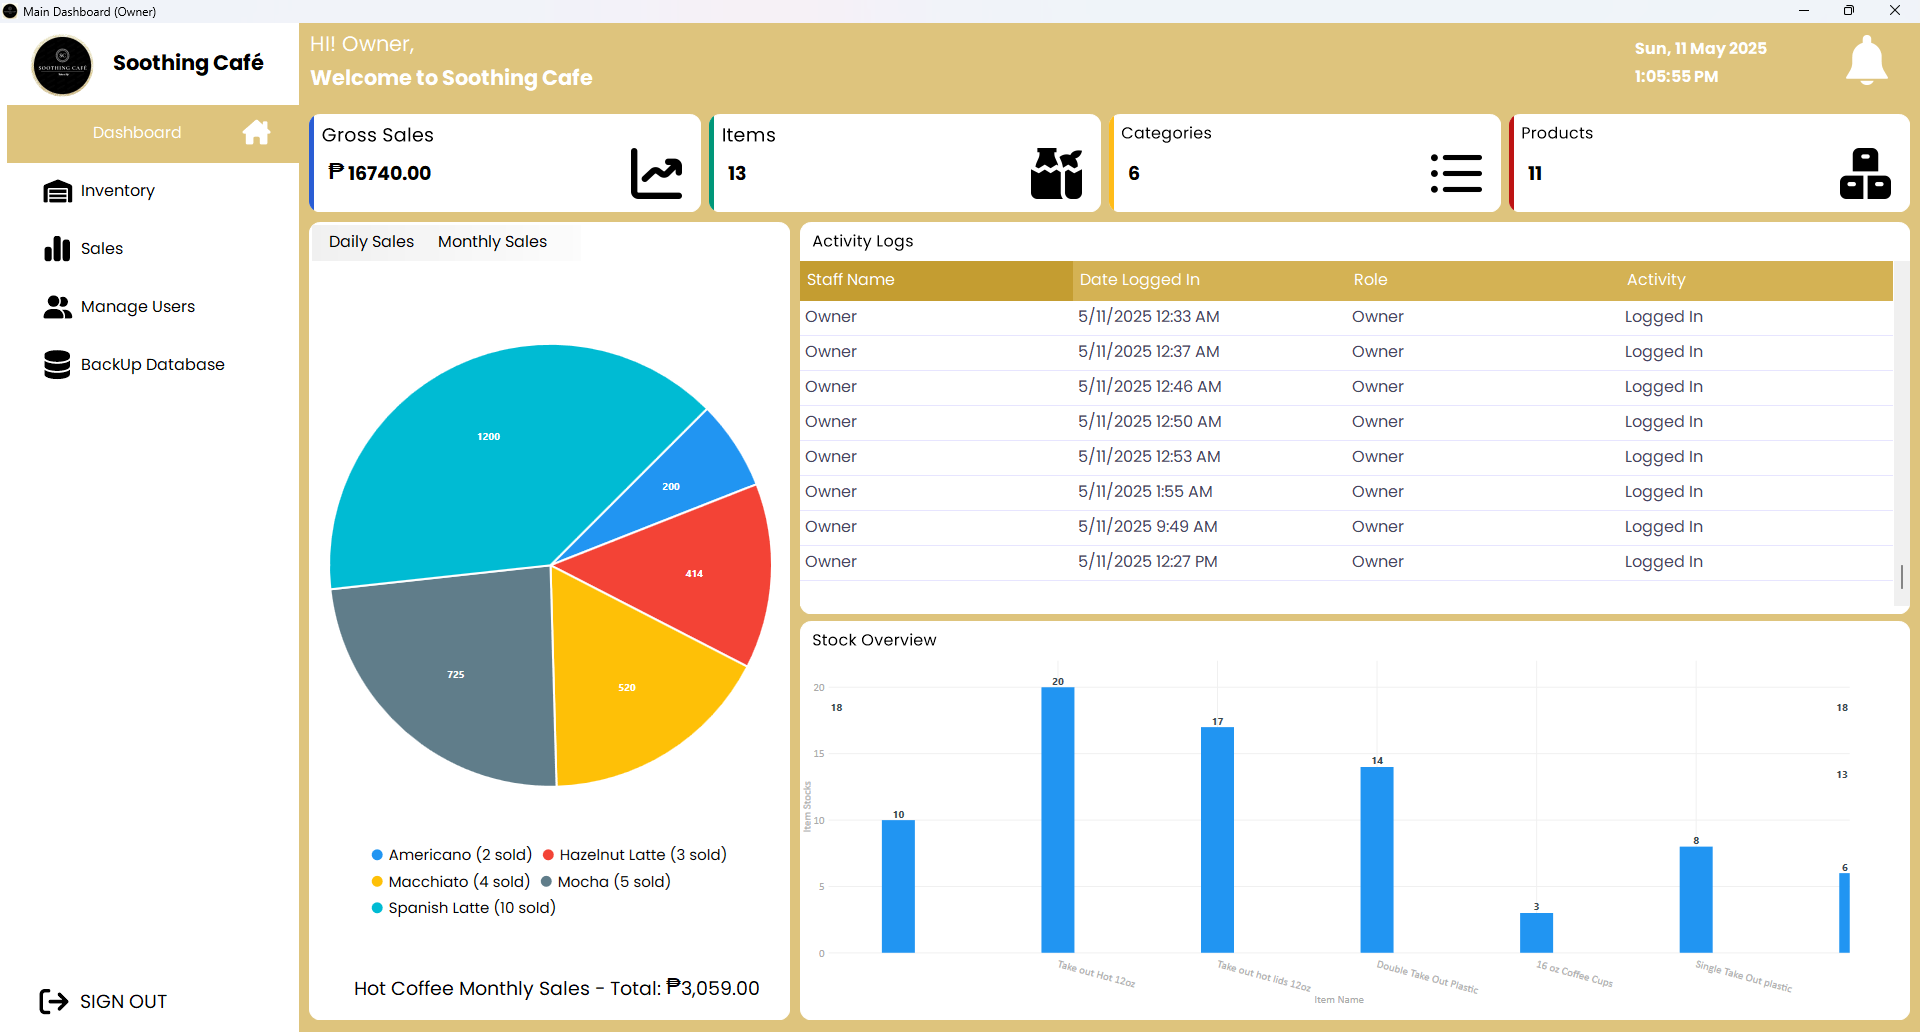 Main Dashboard (Owner)
SC
SOOTHING CAFÉ
Soothing Café
HI! Owner,
Welcome to Soothing Cafe
Sun, 11 May 2025
1:05:55 PM
Dashboard
Inventory
Sales
Manage Users
BackUp Database
SIGN OUT
Gross Sales
₱ 16740.00
Items
13
Categories
6
Products
11
Daily Sales Monthly Sales
1200
200
414
725
520
Americano (2 sold) Hazelnut Latte (3 sold)
Macchiato (4 sold) Mocha (5 sold)
Spanish Latte (10 sold)
Hot Coffee Monthly Sales - Total: ₱3,059.00
Activity Logs
Staff Name Date Logged In Role Activity
Owner 5/11/2025 12:33 AM Owner Logged In
Owner 5/11/2025 12:37 AM Owner Logged In
Owner 5/11/2025 12:46 AM Owner Logged In
Owner 5/11/2025 12:50 AM Owner Logged In
Owner 5/11/2025 12:53 AM Owner Logged In
Owner 5/11/2025 1:55 AM Owner Logged In
Owner 5/11/2025 9:49 AM Owner Logged In
Owner 5/11/2025 12:27 PM Owner Logged In
Stock Overview
20
15
10
5
0
Item Stocks
18
10
20
17
14
3
8
18
13
6
Take out Hot 12oz
Take out hot lids 12oz
Double Take Out Plastic
16 oz Coffee Cups
Single Take Out plastic
Item Name